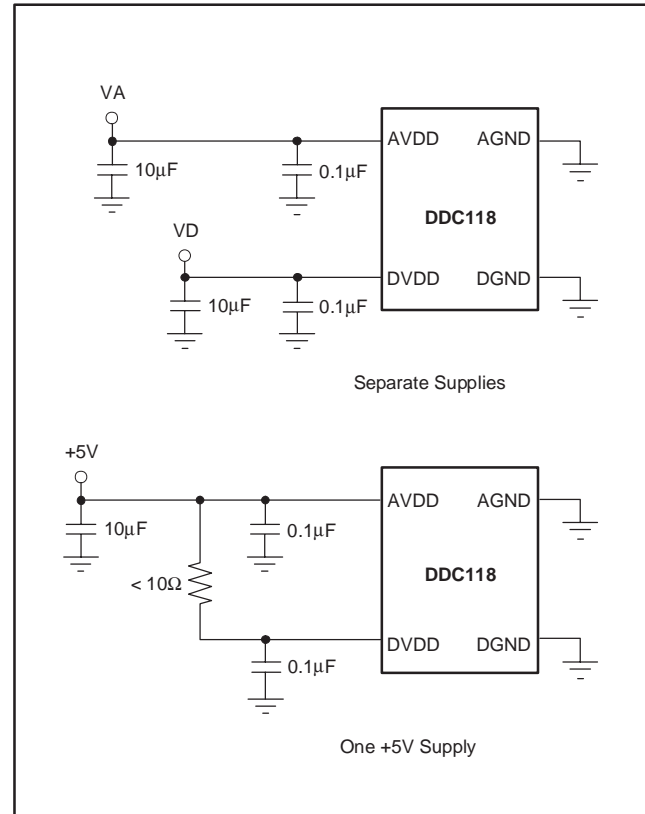 VA
AVDD
AGND
10μF
0.1μF
DDC118
VD
DVDD
DGND
10μF
0.1μF
Separate Supplies
+5V
AVDD
AGND
10μF
0.1μF
DDC118
< 10Ω
DVDD
DGND
0.1μF
One +5V Supply